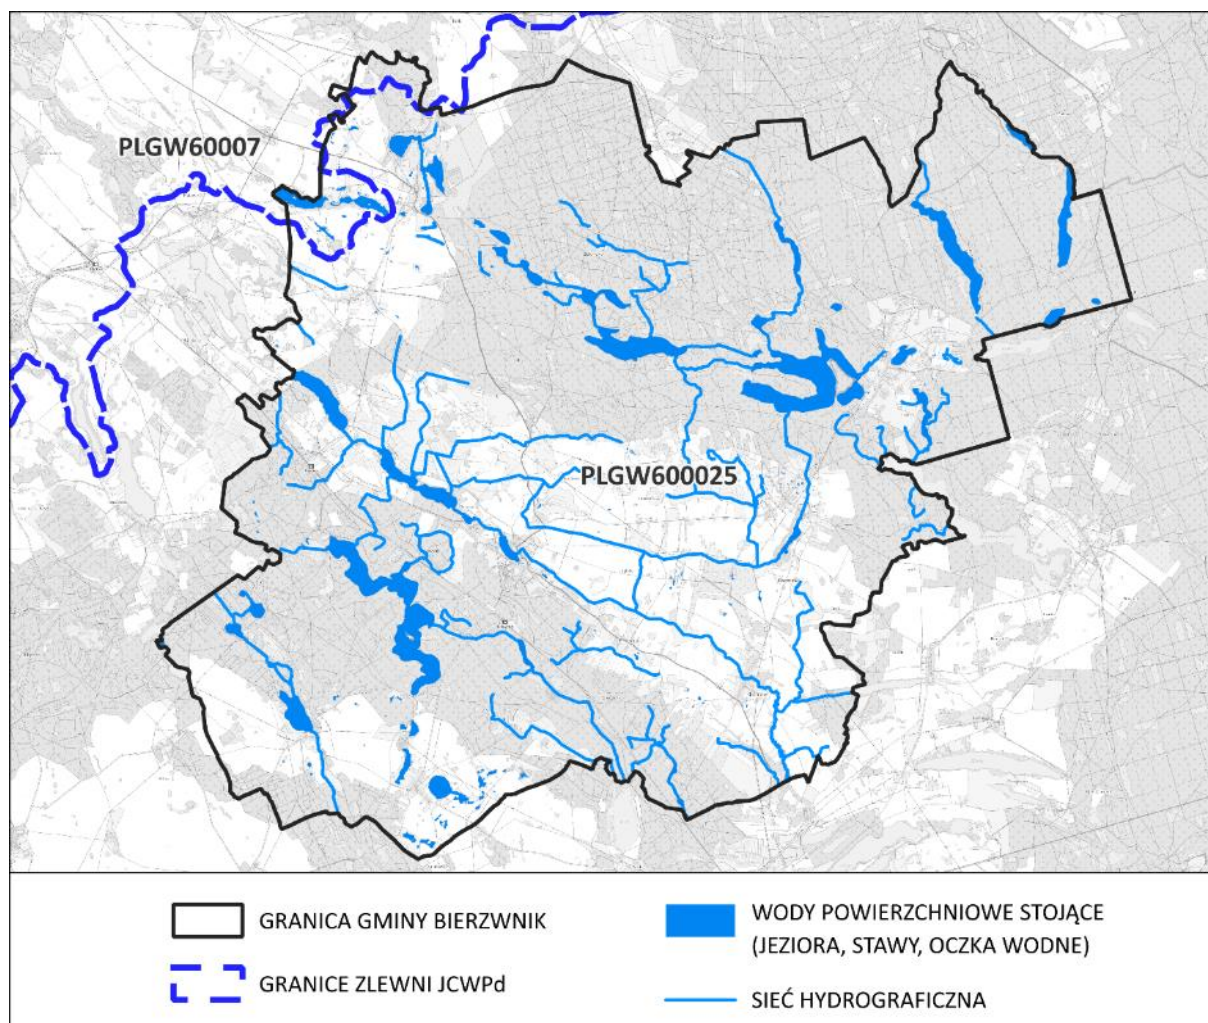 PLGW60007
PLGW600025
GRANICA GMINY BIERZWNIK
GRANICE ZLEWNI JCWPd
WODY POWIERZCHNIOWE STOJĄCE
(JEZIORA, STAWY, OCZKA WODNE)
SIEĆ HYDROGRAFICZNA